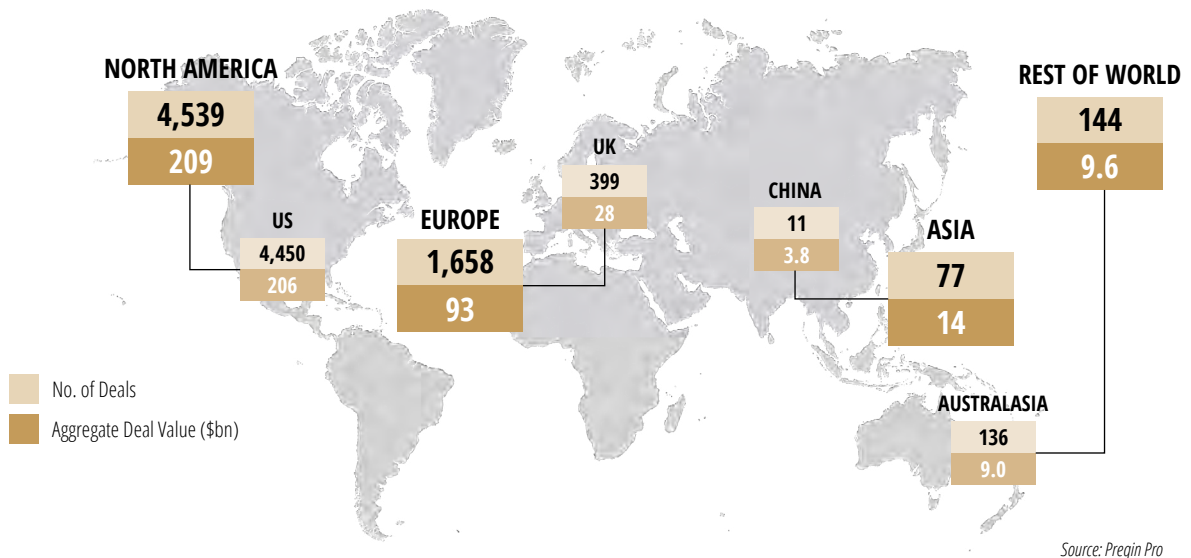 NORTH AMERICA
4,539
209
US
4,450
206
EUROPE
1,658
93
UK
399
28
CHINA
11
3.8
ASIA
77
14
REST OF WORLD
144
9.6
AUSTRALASIA
136
9.0
No. of Deals
Aggregate Deal Value ($bn)
Source: Preqin Pro